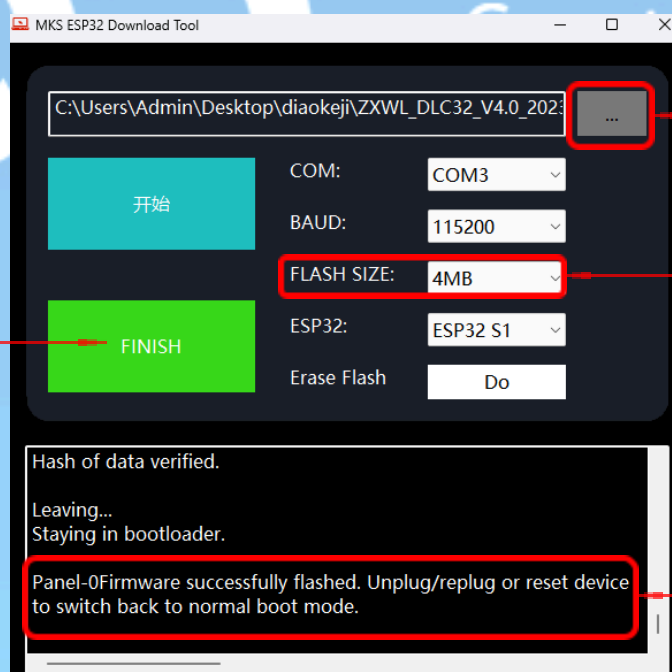 MKS ESP32 Download Tool
C:\Users\Admin\Desktop\diaokeji\ZXWL_DLC32_V4.0_2023
...
开始
COM:
COM3
BAUD:
115200
FLASH SIZE:
4MB
FINISH
ESP32:
ESP32 S1
Erase Flash
Do
Hash of data verified.
Leaving...
Staying in bootloader.
Panel-0Firmware successfully flashed. Unplug/replug or reset device
to switch back to normal boot mode.